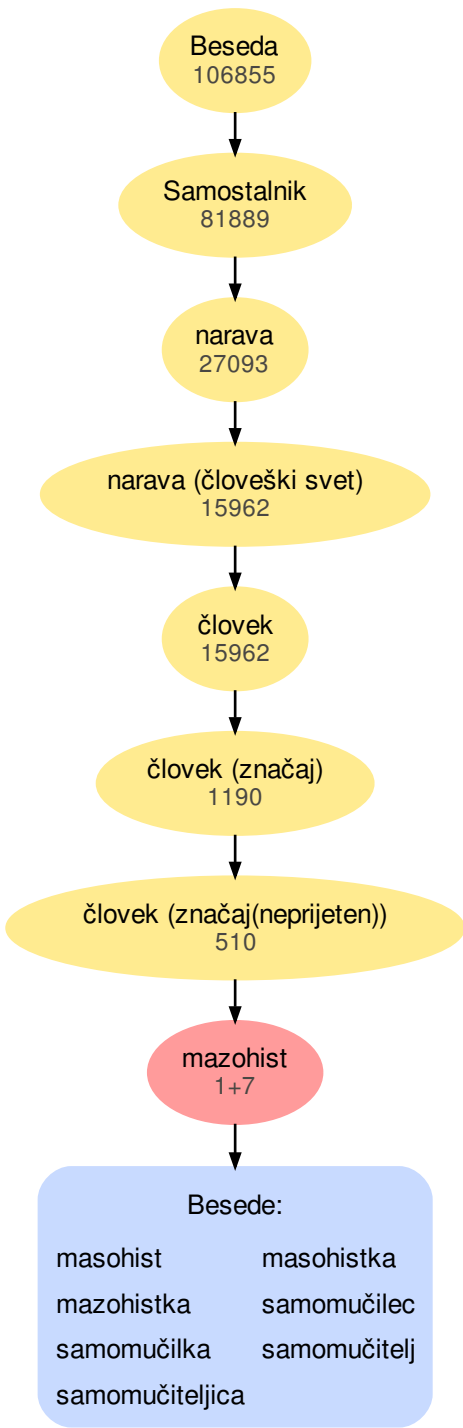 Beseda
106855
Samostalnik
81889
narava
27093
narava (človeški svet)
15962
človek
15962
človek (značaj)
1190
človek (značaj(neprijeten))
510
mazohist
1+7
Besede:
masohist masohistka
mazohistka samomučilec
samomučilka samomučitelj
samomučiteljica